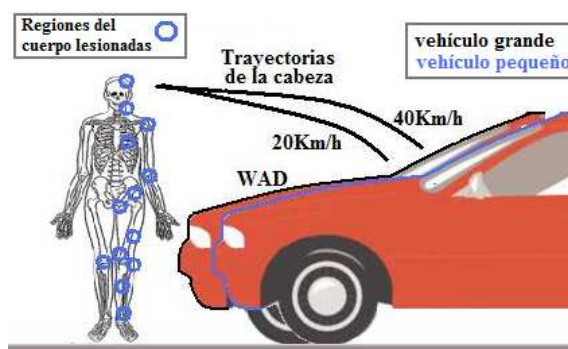 Regiones del
cuerpo lesionadas
Trayectorias
de la cabeza
vehículo grande
vehículo pequeño
40Km/h
20Km/h
WAD